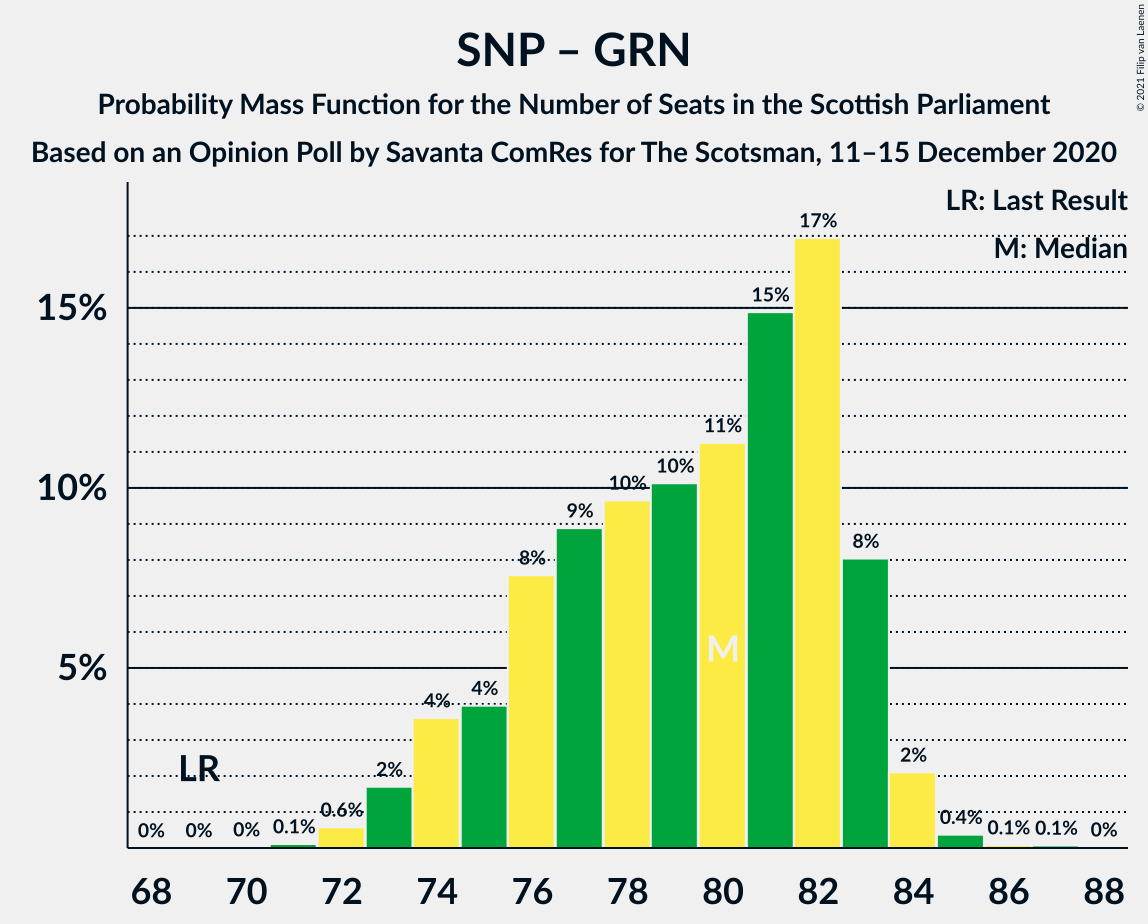 SNP – GRN
Probability Mass Function for the Number of Seats in the Scottish Parliament
Based on an Opinion Poll by Savanta ComRes for The Scotsman, 11–15 December 2020
© 2021 Filip van Laenen
LR: Last Result
M: Median
15%
10%
5%
0%
0%
0%
0.1%
0.6%
2%
4%
4%
8%
9%
10%
10%
11%
15%
17%
8%
2%
0.4%
0.1%
0.1%
0%
LR
M
68 70 72 74 76 78 80 82 84 86 88